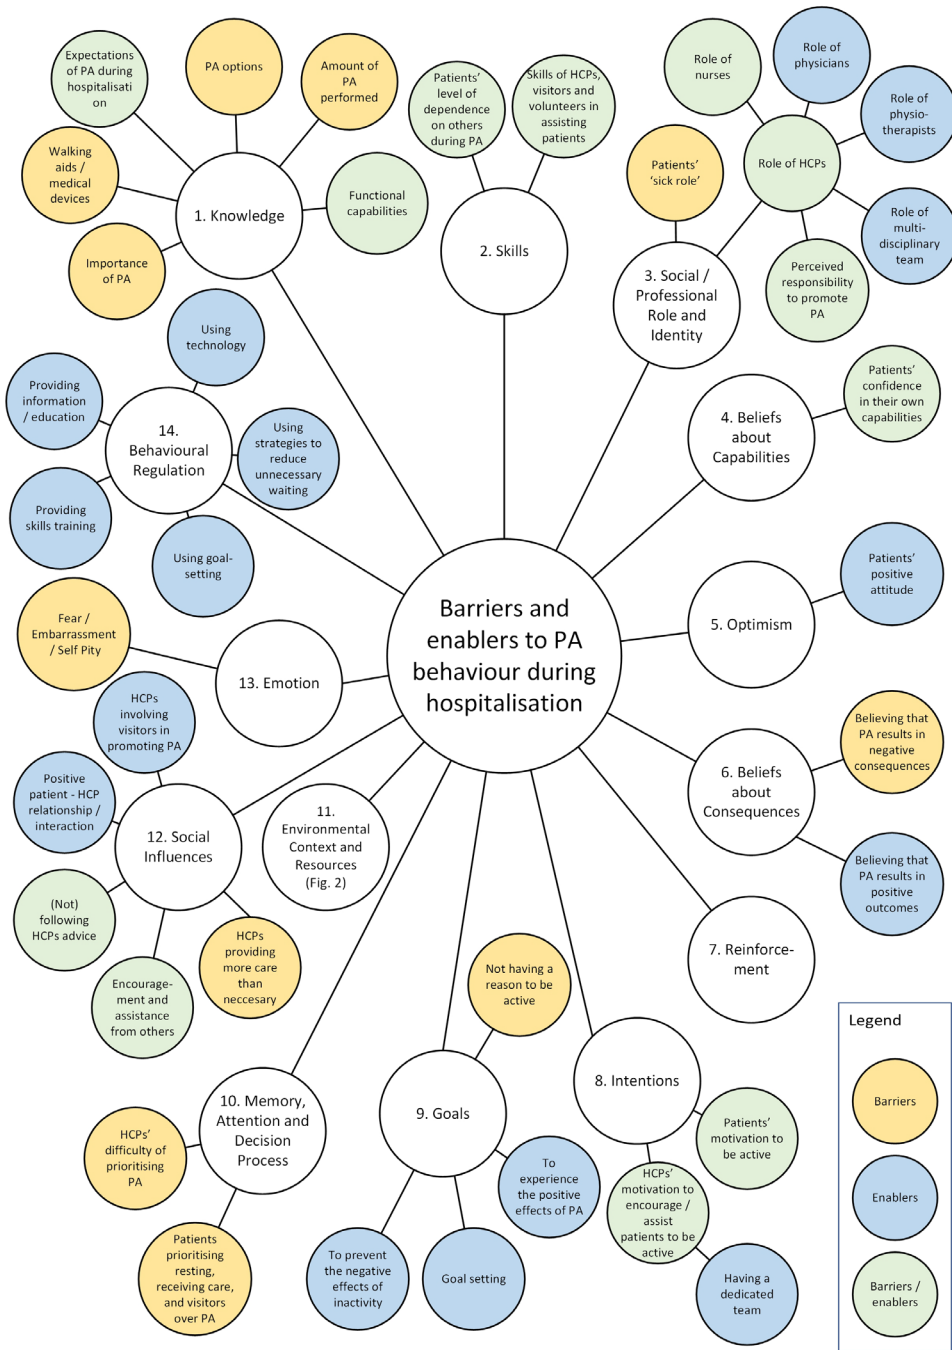 Barriers and
enablers to PA
behaviour during
hospitalisation
1. Knowledge
Expectations
of PA during
hospitalisati
on
PA options
Amount of
PA
performed
Walking
aids /
medical
devices
Functional
capabilities
Importance
of PA
2. Skills
Patients'
level of
dependence
on others
during PA
Skills of HCPs,
visitors and
volunteers in
assisting
patients
3. Social /
Professional
Role and
Identity
Patients'
'sick role'
Role of HCPs
Role of
nurses
Role of
physicians
Role of
physio-
therapists
Role of
multi-
disciplinary
team
Perceived
responsibility
to promote
PA
4. Beliefs
about
Capabilities
Patients'
confidence
in their own
capabilities
5. Optimism
Patients'
positive
attitude
6. Beliefs
about
Consequences
Believing that
PA results in
negative
consequences
Believing that
PA results in
positive
outcomes
7. Reinforce-
ment
8. Intentions
Patients'
motivation to
be active
HCPs'
motivation to
encourage /
assist
patients to
be active
Having a
dedicated
team
9. Goals
Not having a
reason to be
active
To
experience
the positive
effects of PA
Goal setting
To prevent
the negative
effects of
inactivity
10. Memory,
Attention and
Decision
Process
HCPs'
difficulty of
prioritising
PA
Patients
prioritising
resting,
receiving care,
and visitors
over PA
11.
Environmental
Context and
Resources
(Fig. 2)
12. Social
Influences
HCPs
involving
visitors in
promoting PA
Positive
patient - HCP
relationship /
interaction
(Not)
following
HCPs advice
Encourage-
ment and
assistance
from others
HCPs
providing
more care
than
neccesary
13. Emotion
Fear /
Embarrassment
/ Self Pity
14.
Behavioural
Regulation
Using
technology
Providing
information
/ education
Using
strategies to
reduce
unnecessary
waiting
Providing
skills training
Using goal-
setting
Legend
Barriers
Enablers
Barriers /
enablers